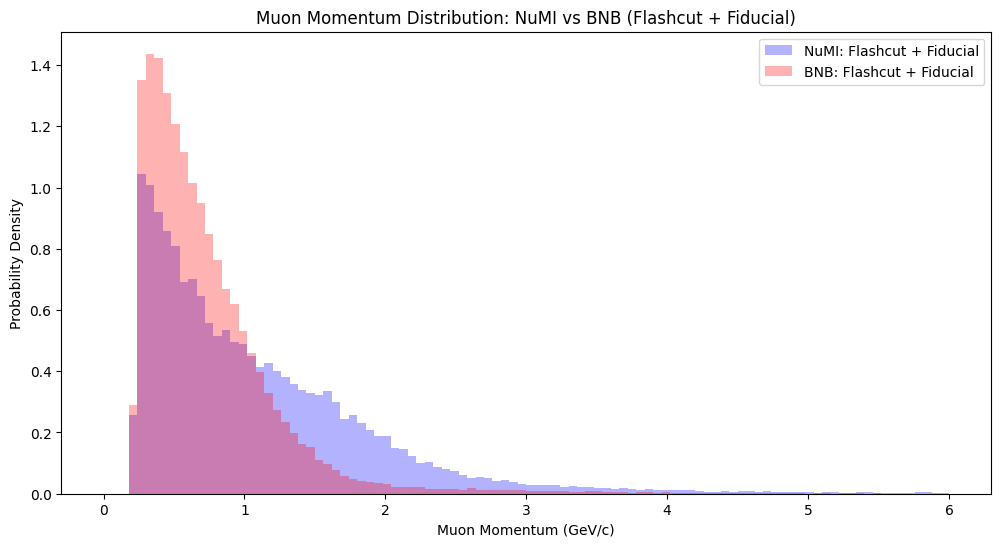 Muon Momentum Distribution: NuMI vs BNB (Flashcut + Fiducial)
NuMI: Flashcut + Fiducial
BNB: Flashcut + Fiducial
Probability Density
1.4
1.2
1.0
0.8
0.6
0.4
0.2
0.0
0 1 2 3 4 5 6
Muon Momentum (GeV/c)